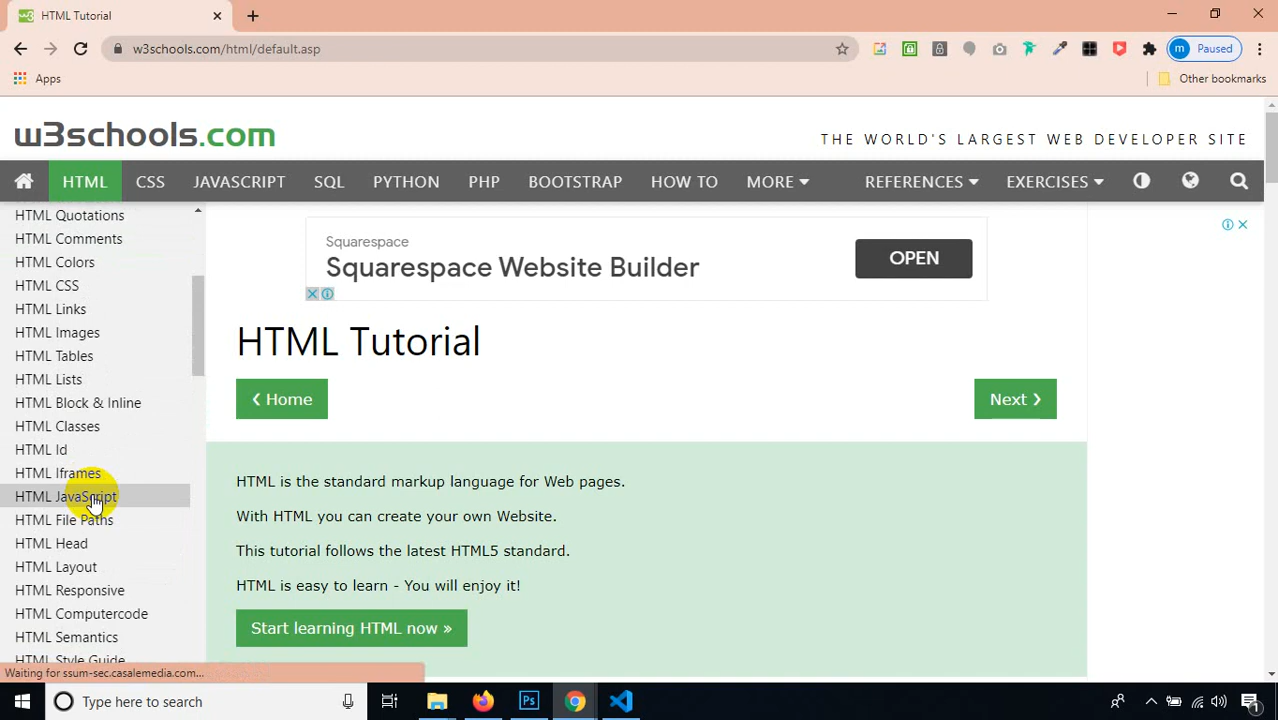 HTML Tutorial
w3schools.com/html/default.asp
m Paused
Apps
Other bookmarks
w3schools.com
THE WORLD'S LARGEST WEB DEVELOPER SITE
HTML CSS JAVASCRIPT SQL PYTHON PHP BOOTSTRAP HOW TO MORE REFERENCES EXERCISES
HTML Quotations
HTML Comments
HTML Colors
HTML CSS
HTML Links
HTML Images
HTML Tables
HTML Lists
HTML Block & Inline
HTML Classes
HTML Id
HTML Iframes
HTML JavaScript
HTML File Paths
HTML Head
HTML Layout
HTML Responsive
HTML Computercode
HTML Semantics
HTML Style Guide
Squarespace
Squarespace Website Builder
OPEN
HTML Tutorial
❮ Home
Next ❯
HTML is the standard markup language for Web pages.
With HTML you can create your own Website.
This tutorial follows the latest HTML5 standard.
HTML is easy to learn - You will enjoy it!
Start learning HTML now »
Waiting for ssum-sec.casalemedia.com...
Type here to search
Ps
1